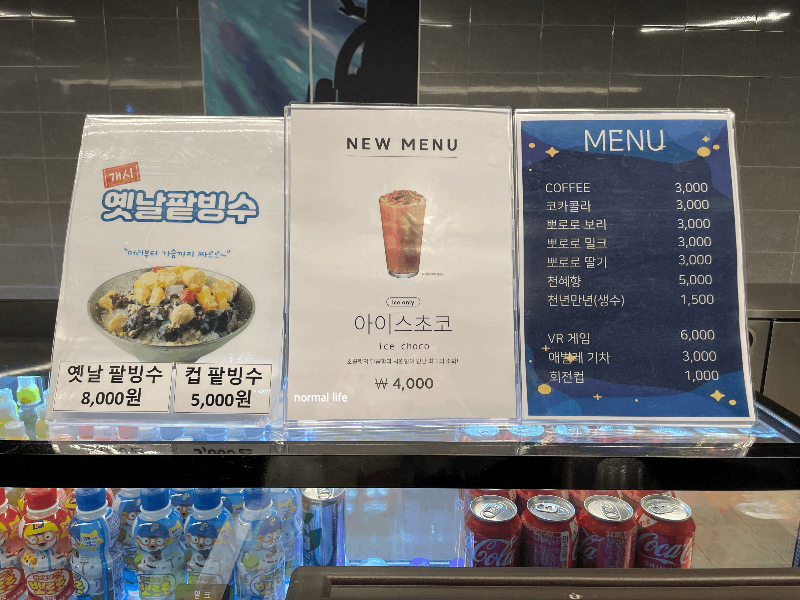 개시
옛날팥빙수
"머리부터 가슴까지 짜르르~"
옛날 팥빙수
8,000원
컵 팥빙수
5,000원
NEW MENU
ice only
아이스초코
ice choco
₩ 4,000
normal life
MENU
COFFEE 3,000
코카콜라 3,000
뽀로로 보리 3,000
뽀로로 밀크 3,000
뽀로로 딸기 3,000
천혜향 5,000
천년만년(생수) 1,500
VR 게임 6,000
애벌레 기차 3,000
회전컵 1,000
밀크